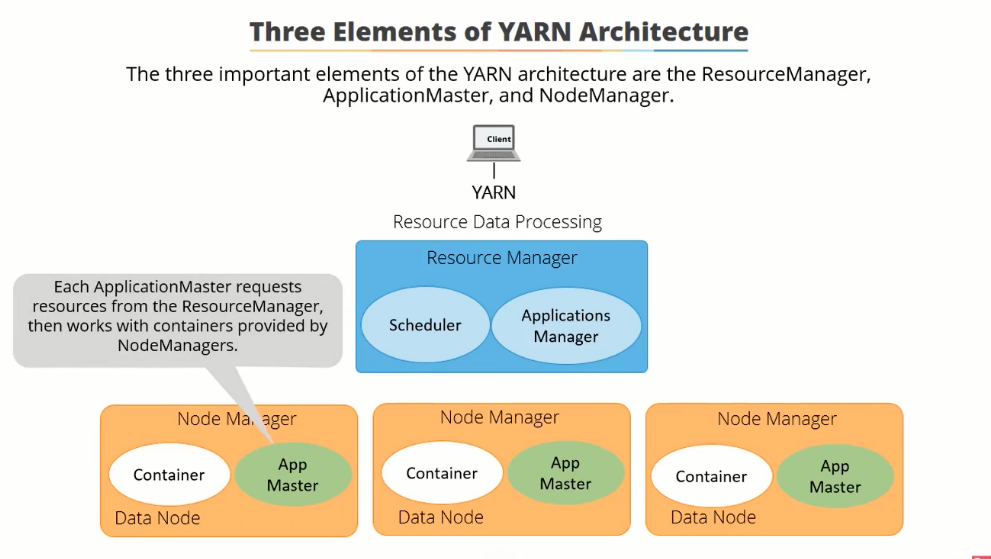 Three Elements of YARN Architecture
The three important elements of the YARN architecture are the ResourceManager,
ApplicationMaster, and NodeManager.
Client
YARN
Resource Data Processing
Resource Manager
Scheduler
Applications
Manager
Each ApplicationMaster requests
resources from the ResourceManager,
then works with containers provided by
NodeManagers.
Node Manager
Container
App
Master
Data Node
Node Manager
Container
App
Master
Data Node
Node Manager
Container
App
Master
Data Node